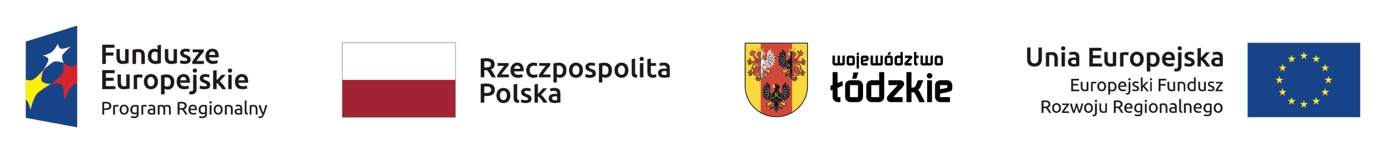 Fundusze
Europejskie
Program Regionalny
Rzeczpospolita
Polska
województwo
łódzkie
Unia Europejska
Europejski Fundusz
Rozwoju Regionalnego